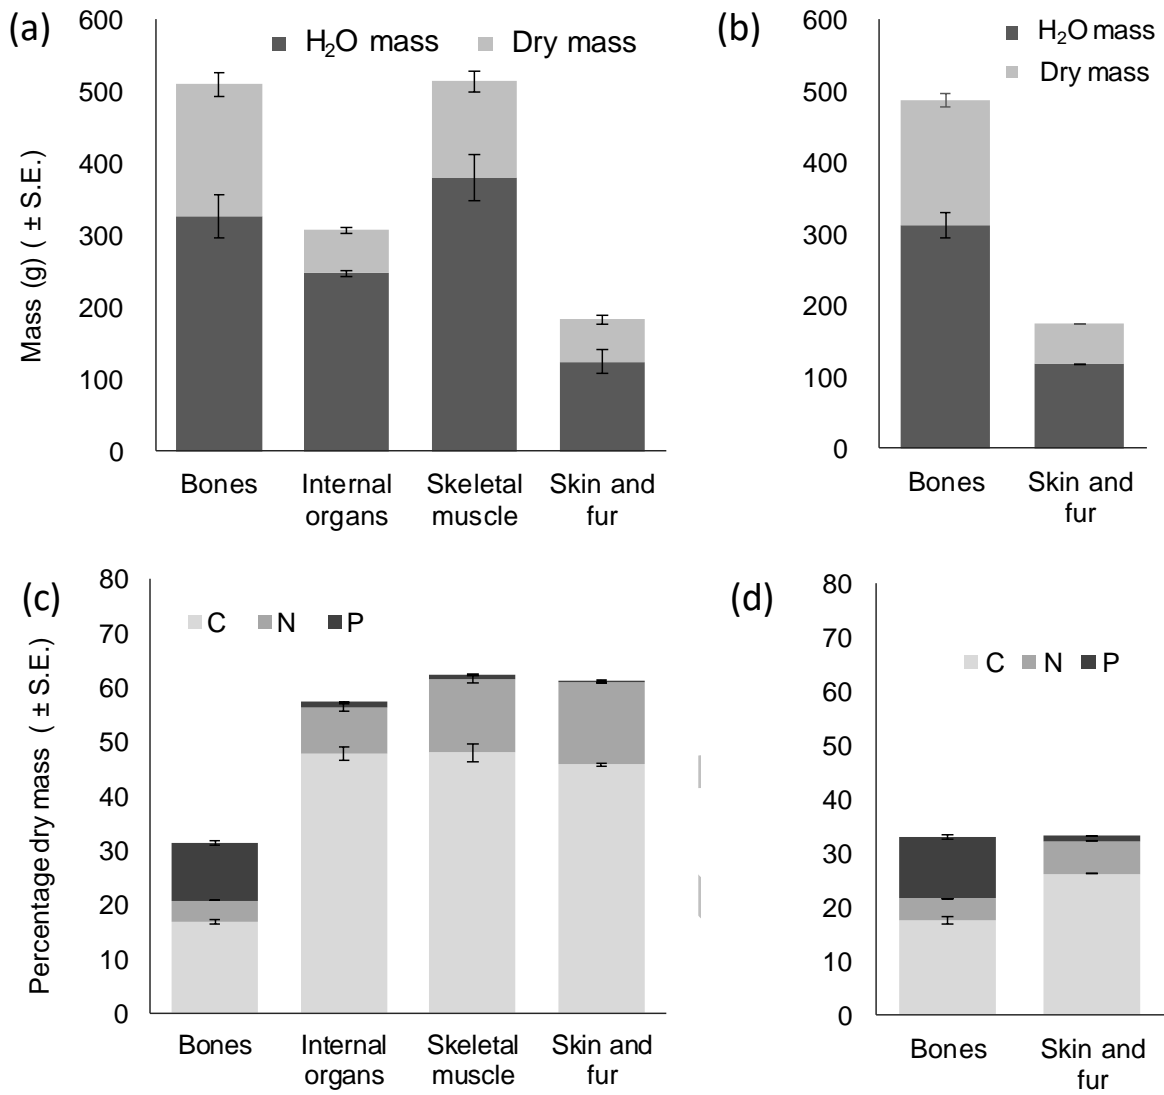 (a)
600
500
400
300
200
100
0
Mass (g) ( ± S.E.)
H₂O mass
Dry mass
Bones
Internal
organs
Skeletal
muscle
Skin and
fur
(b)
600
500
400
300
200
100
0
H₂O mass
Dry mass
Bones
Skin and
fur
(c)
80
70
60
50
40
30
20
10
0
Percentage dry mass ( ± S.E.)
C N P
Bones
Internal
organs
Skeletal
muscle
Skin and
fur
(d)
80
70
60
50
40
30
20
10
0
C N P
Bones
Skin and
fur